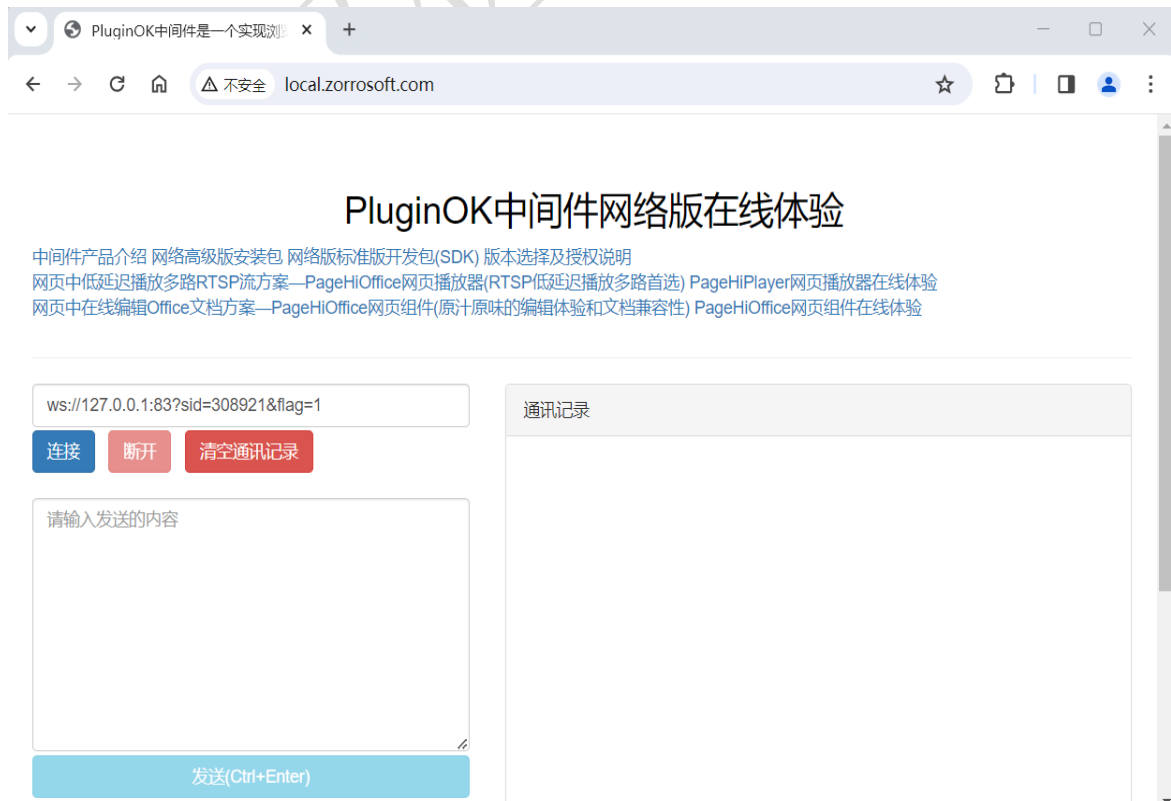 PluginOK中间件是一个实现浏
不安全 local.zorrosoft.com
PluginOK中间件网络版在线体验
中间件产品介绍 网络高级版安装包 网络版标准版开发包(SDK) 版本选择及授权说明
网页中低延迟播放多路RTSP流方案—PageHiOffice网页播放器(RTSP低延迟播放多路首选) PageHiPlayer网页播放器在线体验
网页中在线编辑Office文档方案—PageHiOffice网页组件(原汁原味的编辑体验和文档兼容性) PageHiOffice网页组件在线体验
ws://127.0.0.1:83?sid=308921&flag=1
连接 断开 清空通讯记录
通讯记录
请输入发送的内容
发送(Ctrl+Enter)